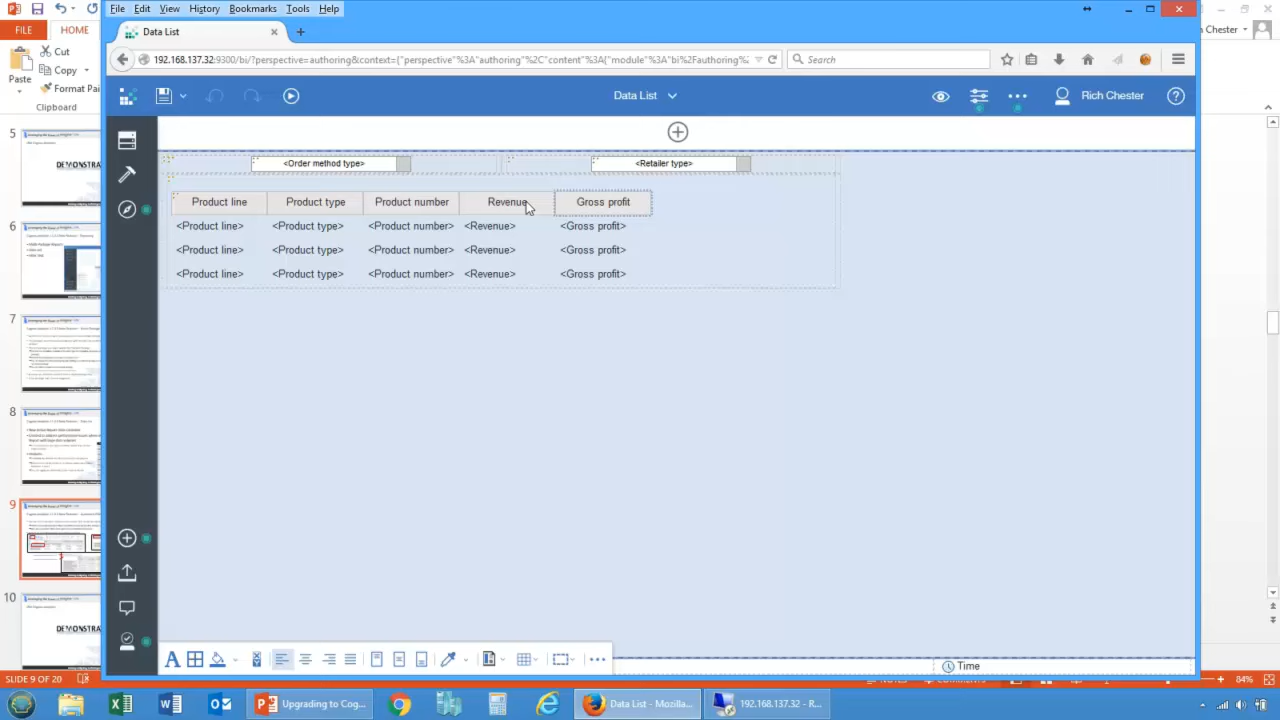 File Edit View History Bookmarks Tools Help
FILE HOME
Chester
Data List
Cut
192.168.137.32:9300/bi/?perspective=authoring&context={"perspective"%3A"authoring"%2C"content"%3A{"module"%3A"bi%2Fauthoring%2
Search
Paste
Copy
Format Pai
Clipboard
Data List
Rich Chester
5
DEMONSTRA
<Order method type> <Retailer type>
Product line Product type Product number Gross profit
<Product line> <Product type> <Product number> <Revenue> <Gross profit>
<Product line> <Product type> <Product number> <Revenue> <Gross profit>
<Product line> <Product type> <Product number> <Revenue> <Gross profit>
6
7
8
9
10
DEMONSTRA
A
Time
SLIDE 9 OF 20
NOTES
COMMENTS
84%
Upgrading to Cog...
Data List - Mozilla...
192.168.137.32 - R...